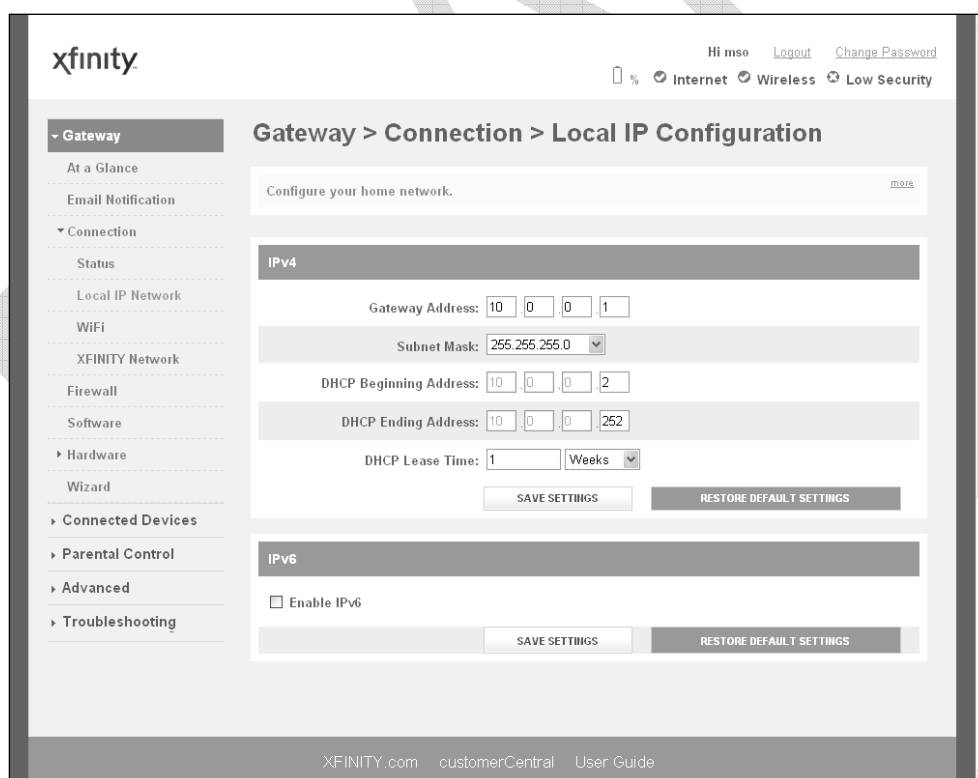 xfinity
Hi mso Logout Change Password
% Internet Wireless Low Security
Gateway
At a Glance
Email Notification
Connection
Status
Local IP Network
WiFi
XFINITY Network
Firewall
Software
Hardware
Wizard
Connected Devices
Parental Control
Advanced
Troubleshooting
Gateway > Connection > Local IP Configuration
Configure your home network. more
IPv4
Gateway Address: 10 .0 .0 .1
Subnet Mask: 255.255.255.0
DHCP Beginning Address: 10 .0 .0 .2
DHCP Ending Address: 10 .0 .0 .252
DHCP Lease Time: 1 Weeks
SAVE SETTINGS RESTORE DEFAULT SETTINGS
IPv6
Enable IPv6
SAVE SETTINGS RESTORE DEFAULT SETTINGS
XFINITY.com customerCentral User Guide